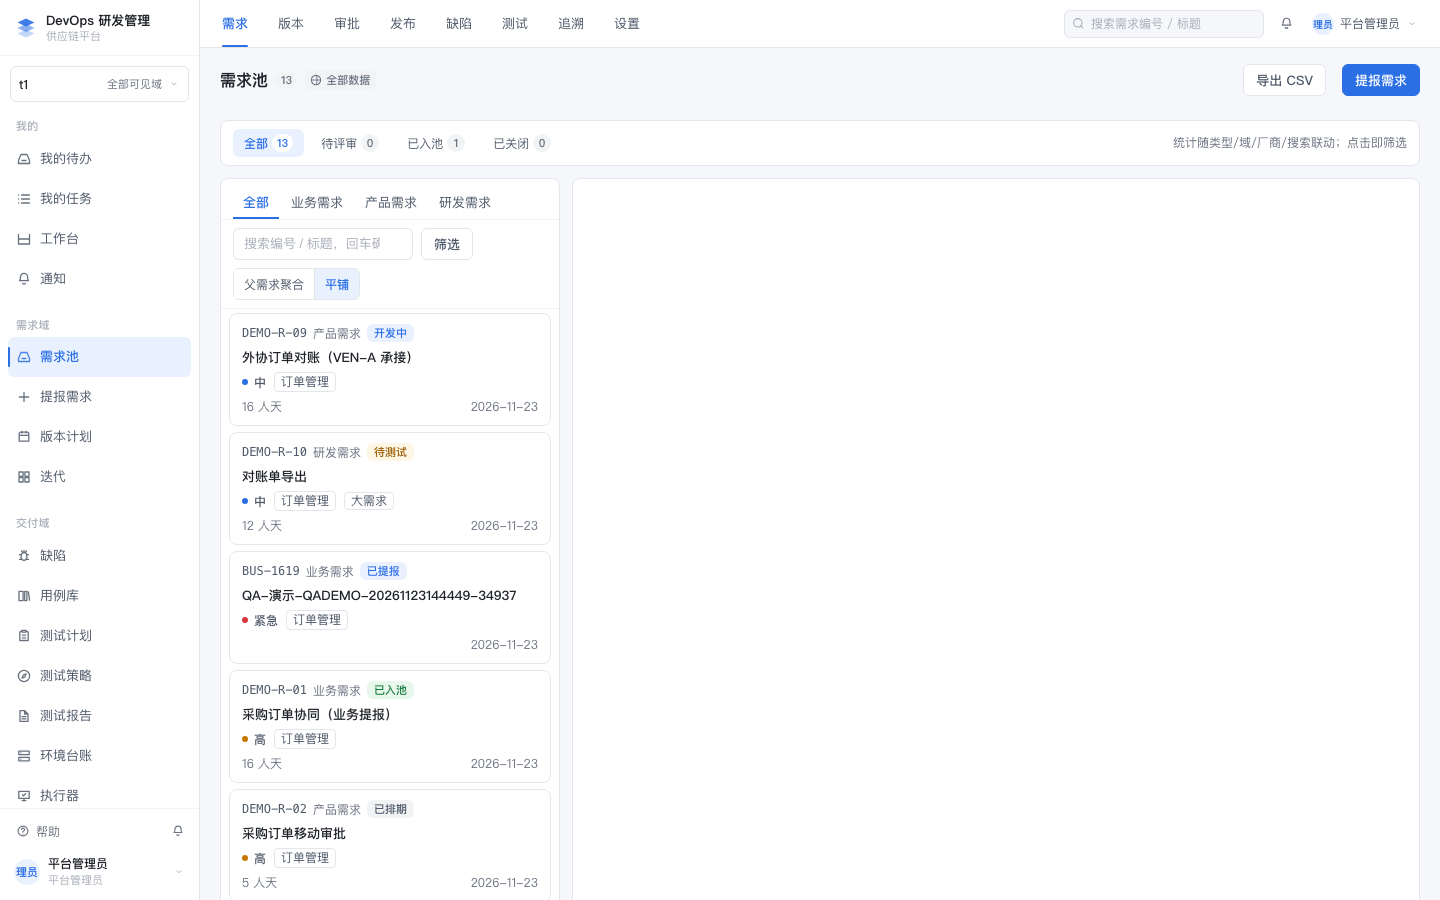 DevOps 研发管理
供应链平台
t1 全部可见域
我的
我的待办
我的任务
工作台
通知
需求域
需求池
提报需求
版本计划
迭代
交付域
缺陷
用例库
测试计划
测试策略
测试报告
环境台账
执行器
帮助
理员 平台管理员
平台管理员
需求 版本 审批 发布 缺陷 测试 追溯 设置
搜索需求编号 / 标题
理员 平台管理员
需求池 13 全部数据
导出 CSV 提报需求
全部 13 待评审 0 已入池 1 已关闭 0
统计随类型/域/厂商/搜索联动；点击即筛选
全部 业务需求 产品需求 研发需求
搜索编号 / 标题，回车 筛选
父需求聚合 平铺
DEMO-R-09 产品需求 开发中
外协订单对账（VEN-A 承接）
中 订单管理
16 人天 2026-11-23
DEMO-R-10 研发需求 待测试
对账单导出
中 订单管理 大需求
12 人天 2026-11-23
BUS-1619 业务需求 已提报
QA-演示-QADEMO-20261123144449-34937
紧急 订单管理
2026-11-23
DEMO-R-01 业务需求 已入池
采购订单协同（业务提报）
高 订单管理
16 人天 2026-11-23
DEMO-R-02 产品需求 已排期
采购订单移动审批
高 订单管理
5 人天 2026-11-23